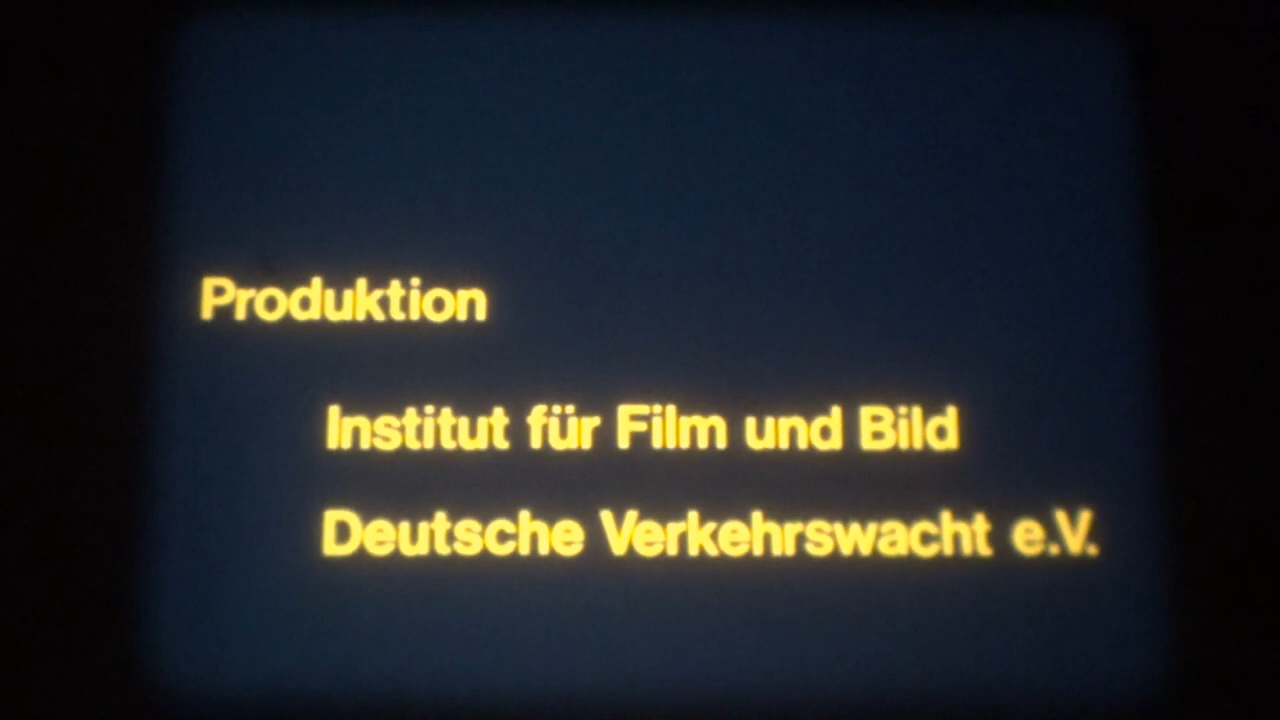 Produktion
Institut für Film und Bild
Deutsche Verkehrswacht e.V.